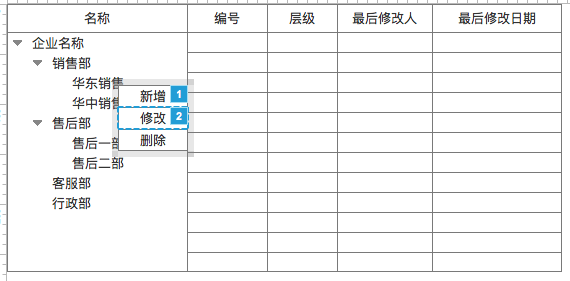 名称 编号 层级 最后修改人 最后修改日期
企业名称
销售部
华东销售
新增 1
华中销售
修改 2
售后部
删除
售后一部
售后二部
客服部
行政部